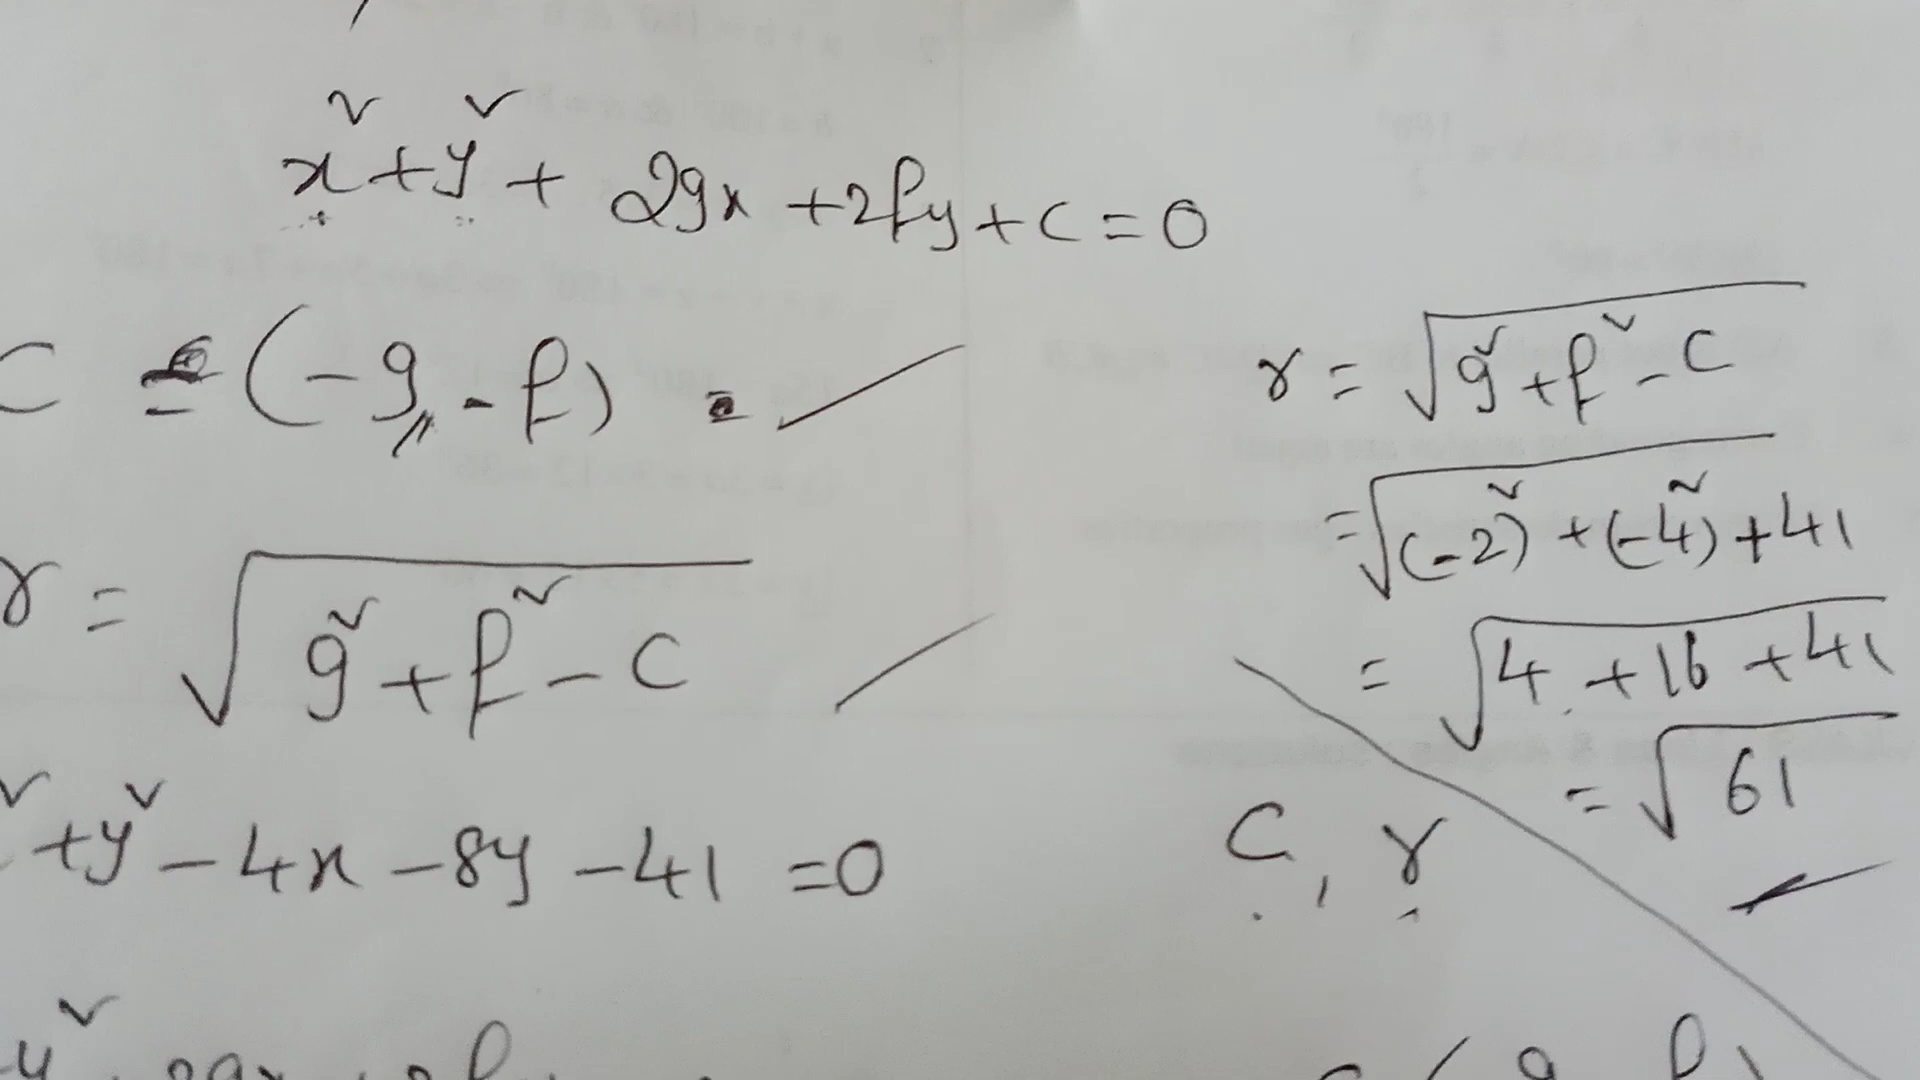 x² + y² + 2gx + 2fy + c = 0
C = (-g, -f)
r = √(g² + f² - c)
² + y² - 4x - 8y - 41 = 0
r = √(g² + f² - c)
= √((-2)² + (-4)² + 41)
= √(4 + 16 + 41)
= √61
C, r